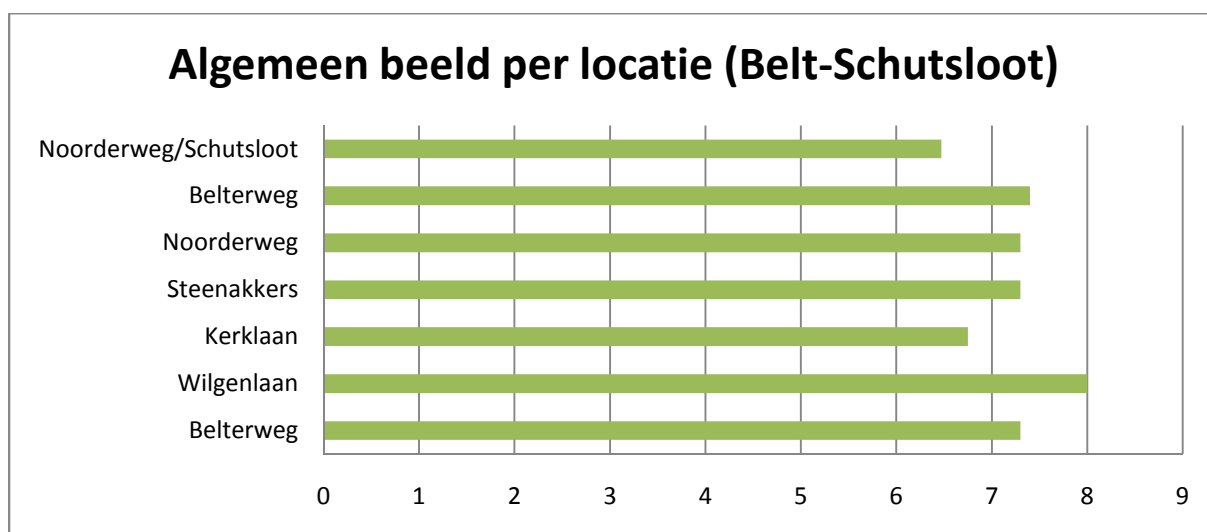 Algemeen beeld per locatie (Belt-Schutsloot)
Noorderweg/Schutsloot
Belterweg
Noorderweg
Steenakkers
Kerklaan
Wilgenlaan
Belterweg
0 1 2 3 4 5 6 7 8 9